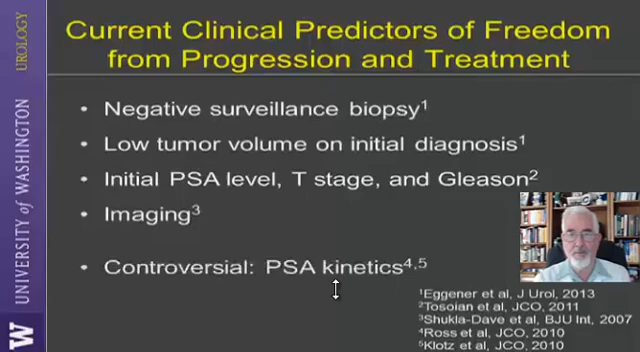 Current Clinical Predictors of Freedom
from Progression and Treatment
• Negative surveillance biopsy¹
• Low tumor volume on initial diagnosis¹
• Initial PSA level, T stage, and Gleason²
• Imaging³
• Controversial: PSA kinetics⁴,⁵
¹Eggener et al, J Urol, 2013
²Tosoian et al, JCO, 2011
³Shukla-Dave et al, BJU Int, 2007
⁴Ross et al, JCO, 2010
⁵Klotz et al, JCO, 2010
UROLOGY
UNIVERSITY of WASHINGTON
W